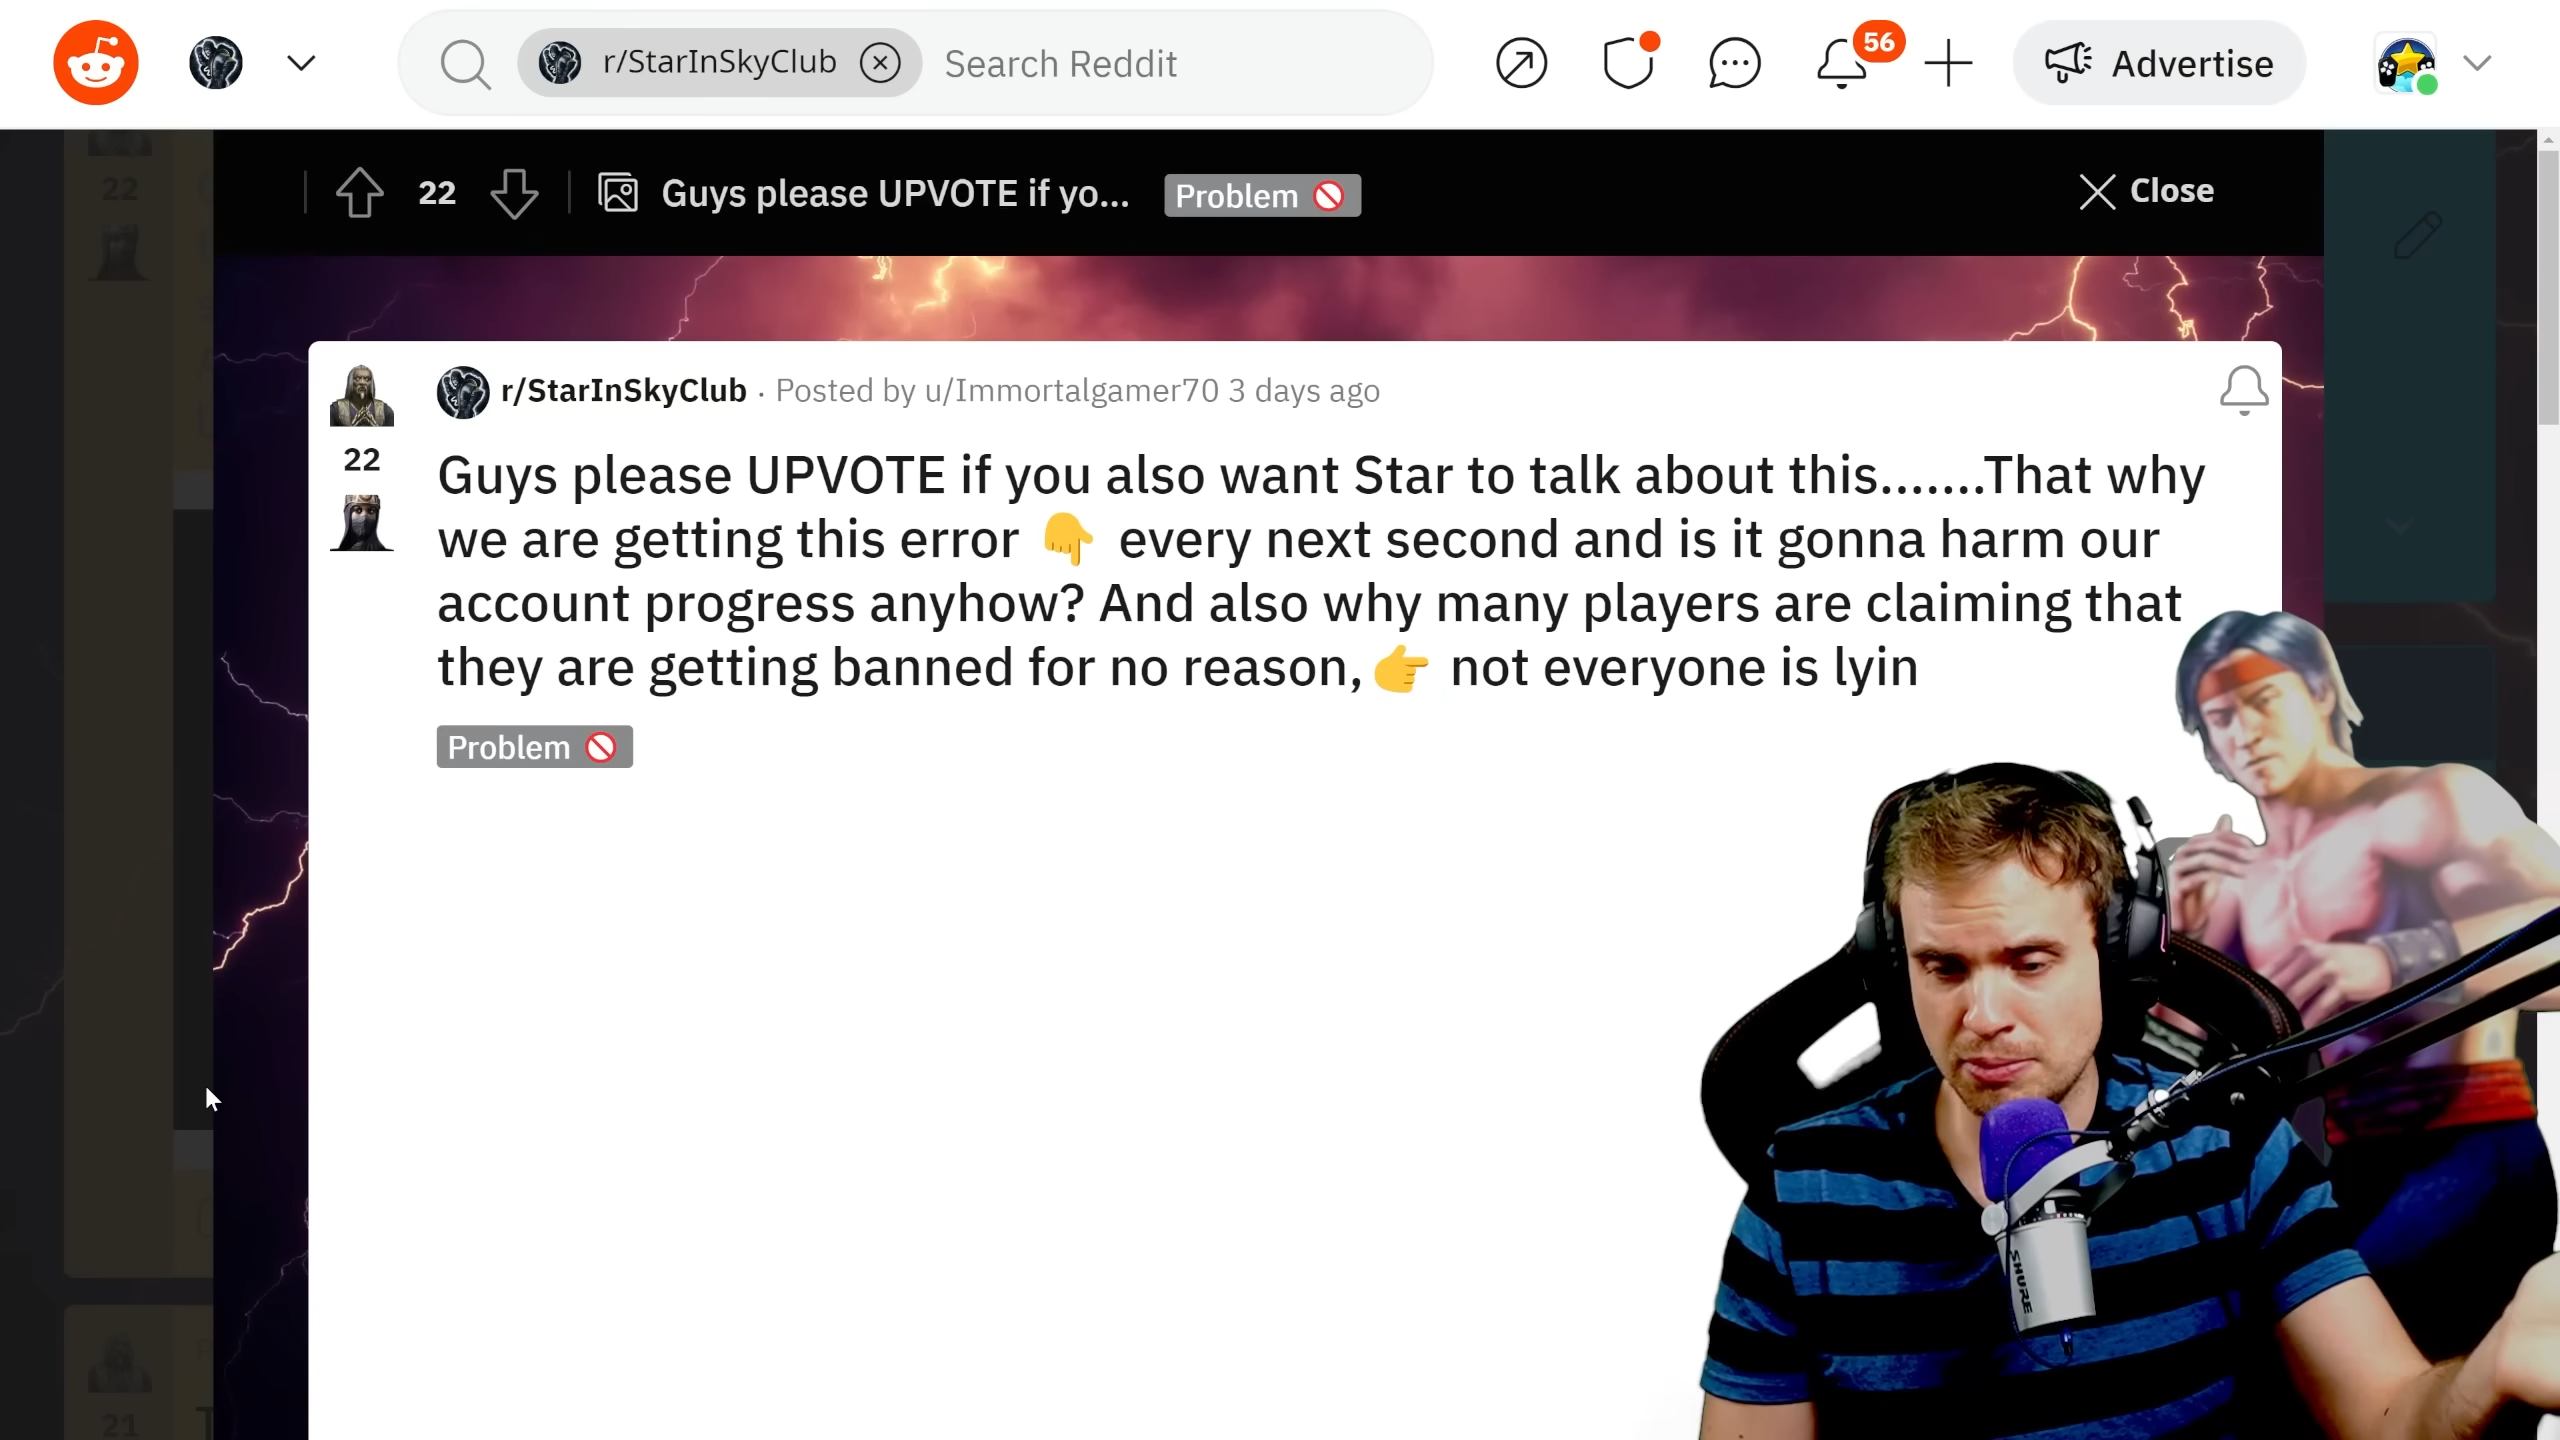 r/StarInSkyClub
Search Reddit
56
Advertise
22
22
Guys please UPVOTE if yo...
Problem
Close
r/StarInSkyClub · Posted by u/Immortalgamer70 3 days ago
22
Guys please UPVOTE if you also want Star to talk about this.......That why
we are getting this error 👇 every next second and is it gonna harm our
account progress anyhow? And also why many players are claiming that
they are getting banned for no reason, 👉 not everyone is lyin
Problem
SHURE
21